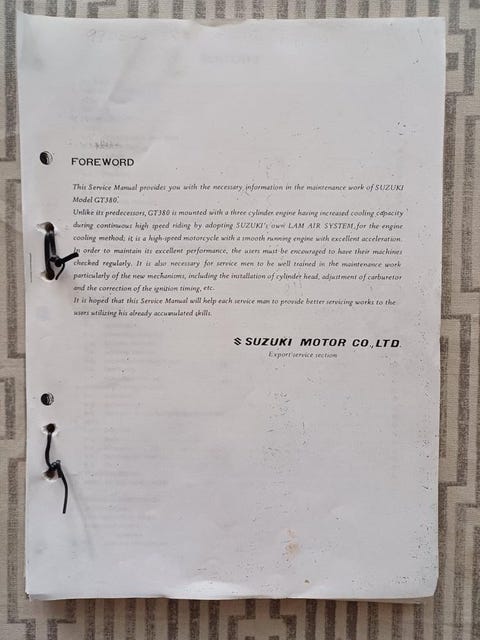 FOREWORD
This Service Manual provides you with the necessary information in the maintenance work of SUZUKI
Model GT380.
Unlike its predecessors, GT380 is mounted with a three cylinder engine having increased cooling capacity
during continuous high speed riding by adopting SUZUKI's own LAM AIR SYSTEM for the engine
cooling method; it is a high-speed motorcycle with a smooth running engine with excellent acceleration.
In order to maintain its excellent performance, the users must be encouraged to have their machines
checked regularly. It is also necessary for service men to be well trained in the maintenance work
particularly of the new mechanisms, including the installation of cylinder head, adjustment of carburetor
and the correction of the ignition timing, etc.
It is hoped that this Service Manual will help each service man to provide better servicing works to the
users utilizing his already accumulated skills.
SUZUKI MOTOR CO.,LTD.
Export service section